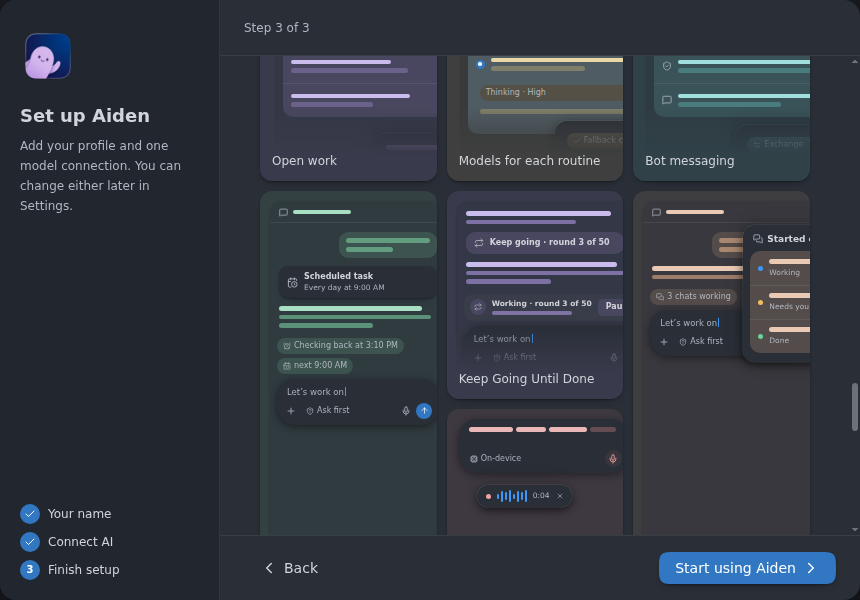 Step 3 of 3
Set up Aiden
Add your profile and one
model connection. You can
change either later in
Settings.
Your name
Connect AI
3
Finish setup
Open work
Thinking · High
Models for each routine
Exchange
Bot messaging
Scheduled task
Every day at 9:00 AM
Checking back at 3:10 PM
next 9:00 AM
Let's work on
Ask first
Keep going · round 3 of 50
Working · round 3 of 50
Let's work on
Ask first
Keep Going Until Done
On-device
0:04
Started
Working
Needs you
Done
3 chats working
Let's work on
Ask first
Back
Start using Aiden